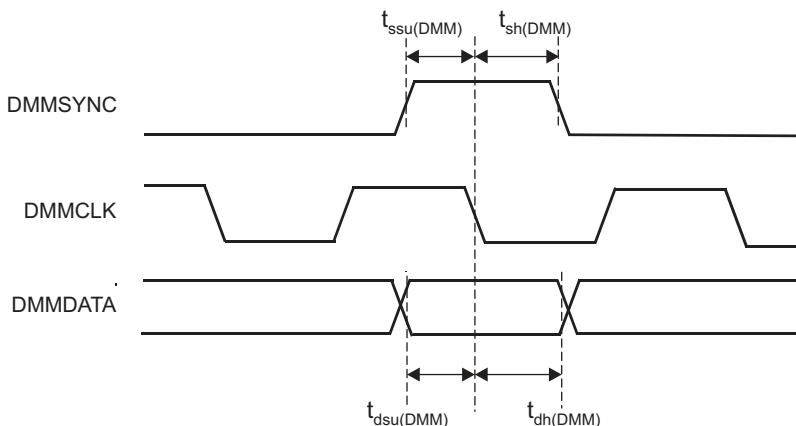 tssu(DMM) tsh(DMM)
DMMSYNC
DMMCLK
DMMDATA
tdsu(DMM) tdh(DMM)